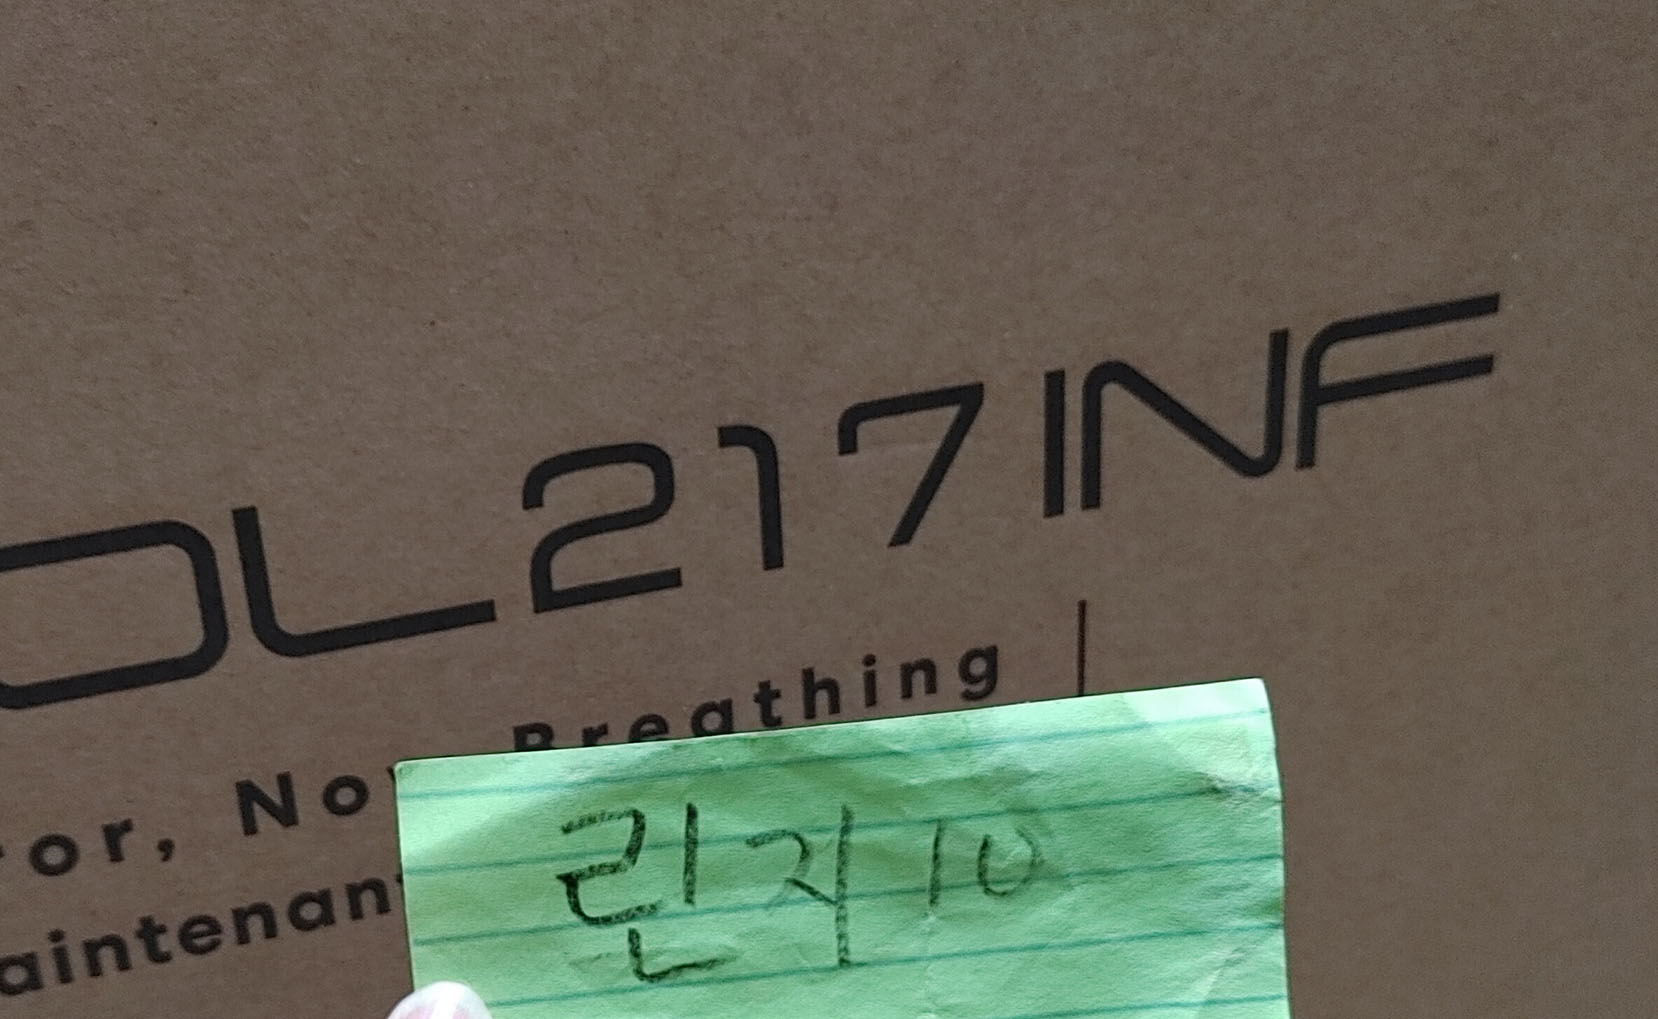 OL217INF
Breathing
or, No
aintenan
린지10